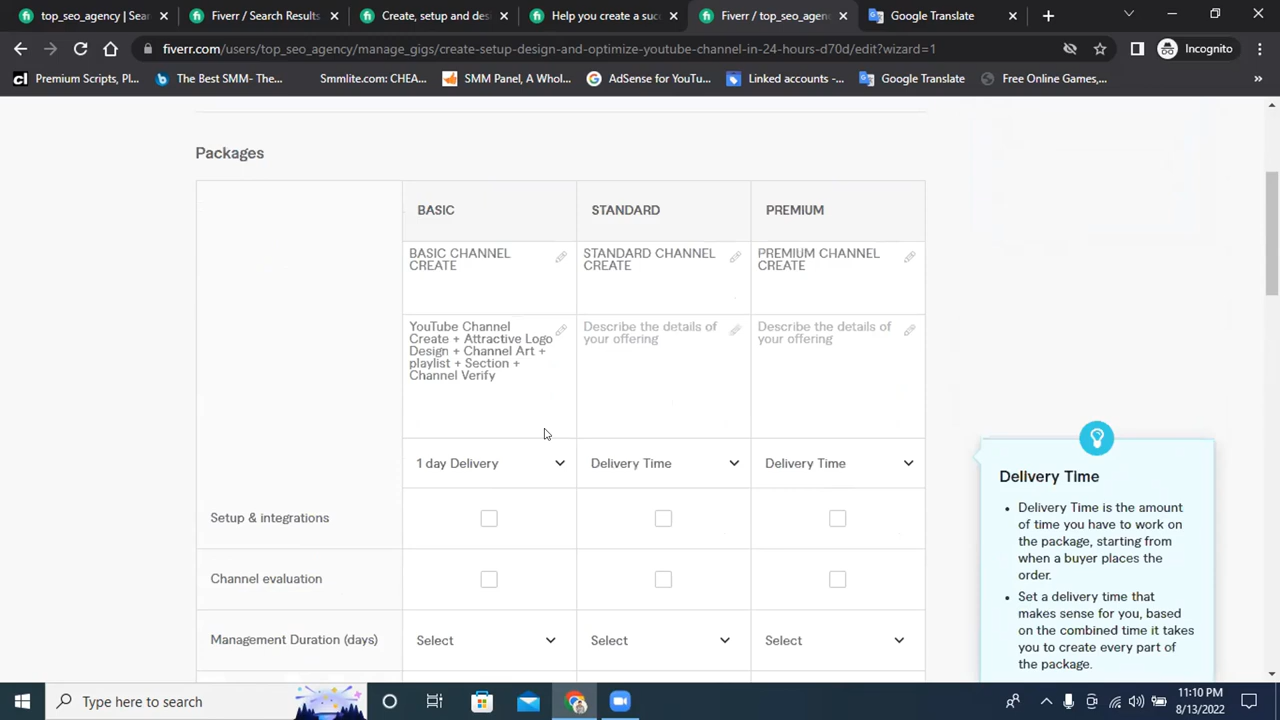 top_seo_agency | Sear
Fiverr / Search Results
Create, setup and des
Help you create a suc
Fiverr / top_seo_agen
Google Translate
fiverr.com/users/top_seo_agency/manage_gigs/create-setup-design-and-optimize-youtube-channel-in-24-hours-d70d/edit?wizard=1
Incognito
Premium Scripts, Pl...
The Best SMM- The...
Smmlite.com: CHEA...
SMM Panel, A Whol...
AdSense for YouTu...
Linked accounts -...
Google Translate
Free Online Games,...
Packages
BASIC
STANDARD
PREMIUM
BASIC CHANNEL
CREATE
STANDARD CHANNEL
CREATE
PREMIUM CHANNEL
CREATE
YouTube Channel
Create + Attractive Logo
Design + Channel Art +
playlist + Section +
Channel Verify
Describe the details of
your offering
Describe the details of
your offering
1 day Delivery
Delivery Time
Delivery Time
Setup & integrations
Channel evaluation
Management Duration (days)
Select
Select
Select
Delivery Time
• Delivery Time is the amount
of time you have to work on
the package, starting from
when a buyer places the
order.
• Set a delivery time that
makes sense for you, based
on the combined time it takes
you to create every part of
the package.
Type here to search
11:10 PM
8/13/2022